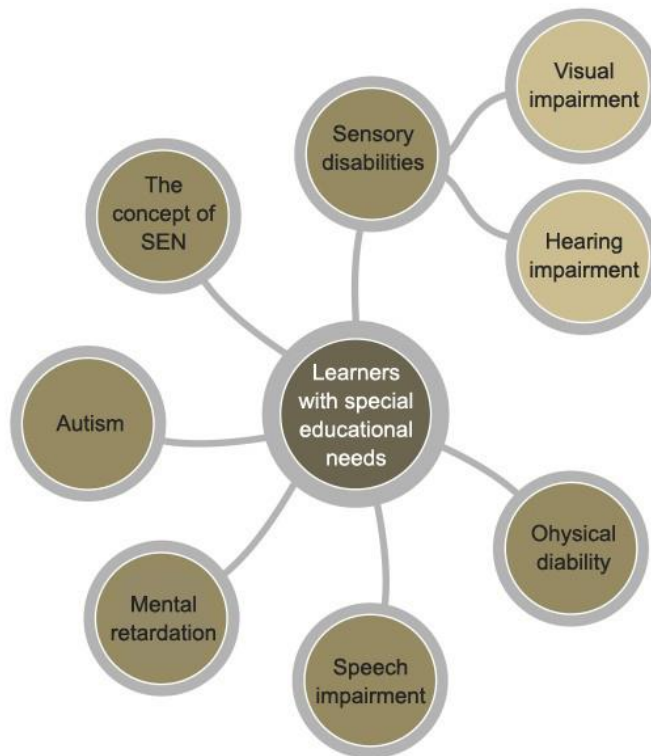 Visual
impairment
Sensory
disabilities
The
concept of
SEN
Hearing
impairment
Learners
with special
educational
needs
Autism
Ohysical
diability
Mental
retardation
Speech
impairment